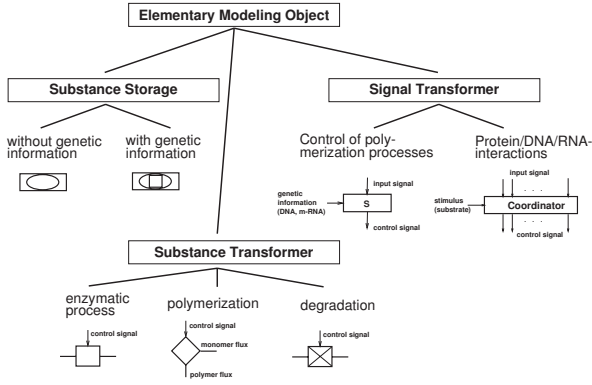 Elementary Modeling Object
Substance Storage
Signal Transformer
without genetic
information
with genetic
information
Control of poly-
merization processes
Protein/DNA/RNA-
interactions
input signal
genetic
information
(DNA, m-RNA)
S
control signal
input signal
. . .
stimulus
(substrate)
Coordinator
. . .
control signal
Substance Transformer
enzymatic
process
polymerization
degradation
control signal
control signal
monomer flux
polymer flux
control signal